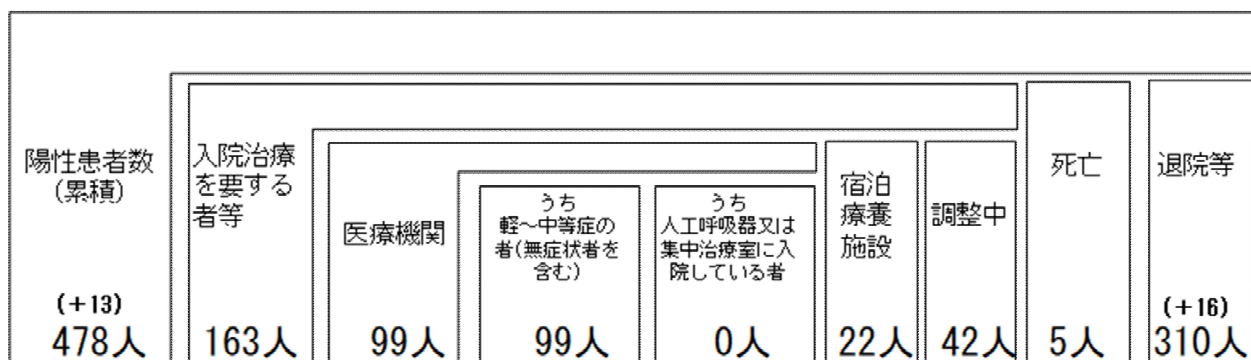 陽性患者数
(累積)
(+13)
478人
入院治療
を要する
者等
163人
医療機関
99人
うち
軽～中等症の
者(無症状者を
含む)
99人
うち
人工呼吸器又は
集中治療室に入
院している者
0人
宿泊
療養
施設
22人
調整中
42人
死亡
5人
退院等
(+16)
310人